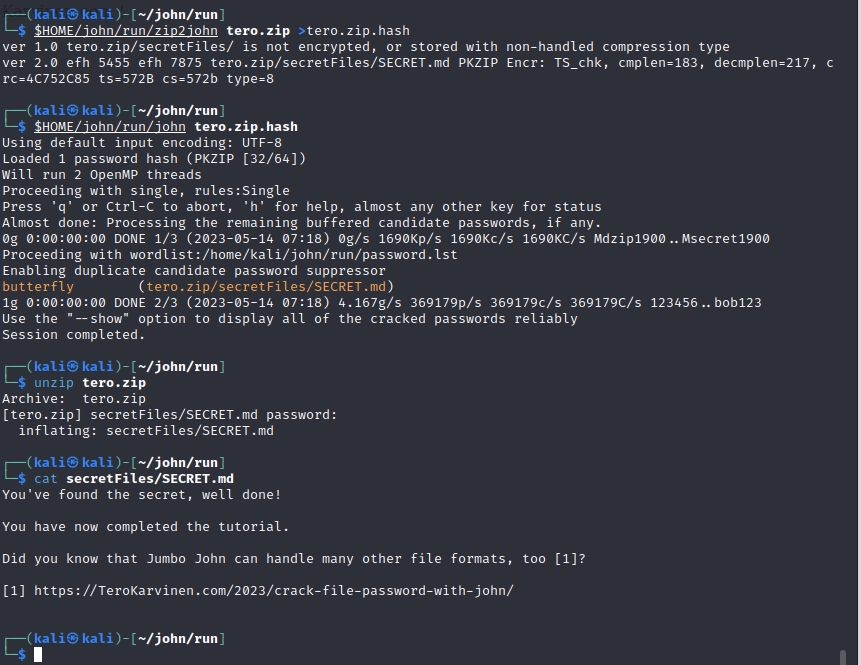 ┌──(kali㉿kali)-[~/john/run]
└─$ $HOME/john/run/zip2john tero.zip >tero.zip.hash
ver 1.0 tero.zip/secretFiles/ is not encrypted, or stored with non-handled compression type
ver 2.0 efh 5455 efh 7875 tero.zip/secretFiles/SECRET.md PKZIP Encr: TS_chk, cmplen=183, decmplen=217, c
rc=4C752C85 ts=572B cs=572b type=8
┌──(kali㉿kali)-[~/john/run]
└─$ $HOME/john/run/john tero.zip.hash
Using default input encoding: UTF-8
Loaded 1 password hash (PKZIP [32/64])
Will run 2 OpenMP threads
Proceeding with single, rules:Single
Press 'q' or Ctrl-C to abort, 'h' for help, almost any other key for status
Almost done: Processing the remaining buffered candidate passwords, if any.
0g 0:00:00:00 DONE 1/3 (2023-05-14 07:18) 0g/s 1690Kp/s 1690Kc/s 1690KC/s Mdzip1900..Msecret1900
Proceeding with wordlist:/home/kali/john/run/password.lst
Enabling duplicate candidate password suppressor
butterfly        (tero.zip/secretFiles/SECRET.md)
1g 0:00:00:00 DONE 2/3 (2023-05-14 07:18) 4.167g/s 369179p/s 369179c/s 369179C/s 123456..bob123
Use the "--show" option to display all of the cracked passwords reliably
Session completed.
┌──(kali㉿kali)-[~/john/run]
└─$ unzip tero.zip
Archive:  tero.zip
[tero.zip] secretFiles/SECRET.md password:
  inflating: secretFiles/SECRET.md
┌──(kali㉿kali)-[~/john/run]
└─$ cat secretFiles/SECRET.md
You've found the secret, well done!
You have now completed the tutorial.
Did you know that Jumbo John can handle many other file formats, too [1]?
[1] https://TeroKarvinen.com/2023/crack-file-password-with-john/
┌──(kali㉿kali)-[~/john/run]
└─$